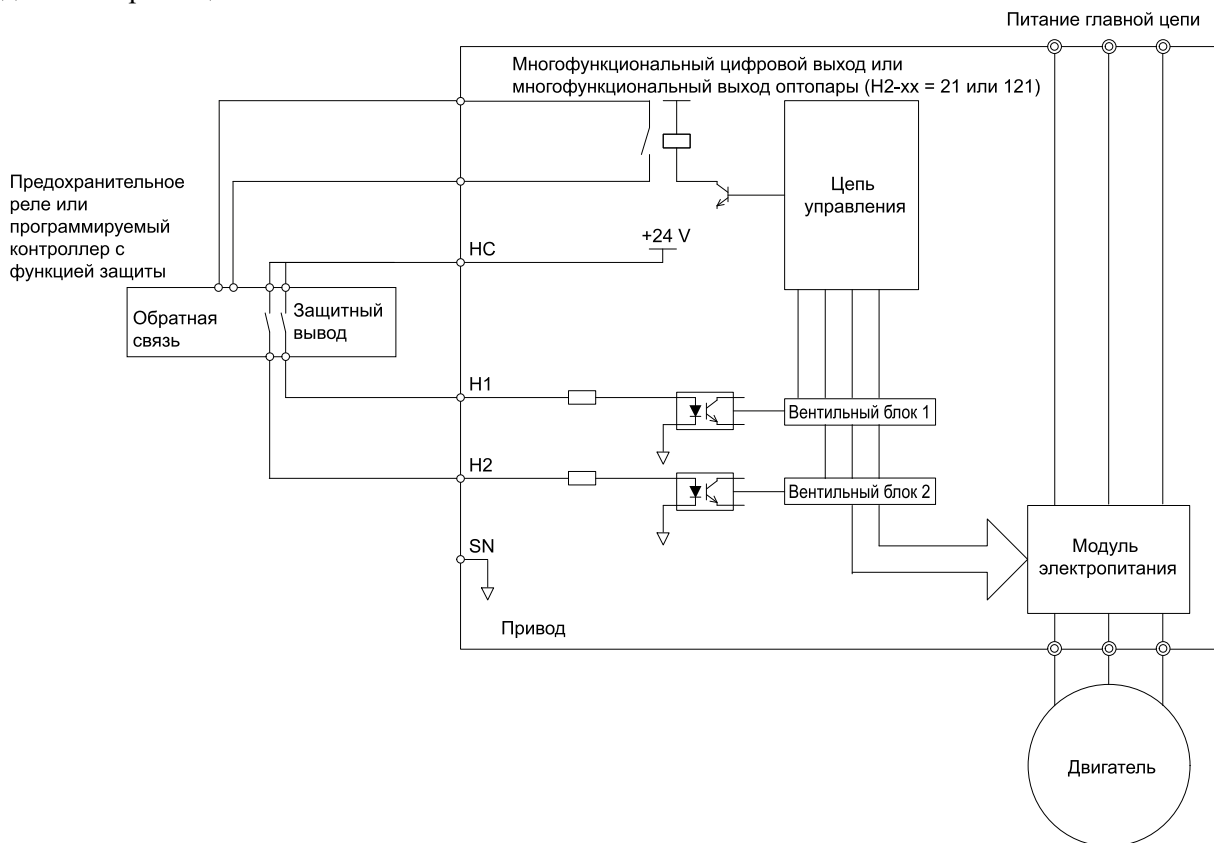 Питание главной цепи
Многофункциональный цифровой выход или
многофункциональный выход оптопары (H2-xx = 21 или 121)
Предохранительное
реле или
программируемый
контроллер с
функцией защиты
Цепь
управления
+24 V
HC
Обратная
связь
Защитный
вывод
H1
Вентильный блок 1
H2
Вентильный блок 2
SN
Модуль
электропитания
Привод
Двигатель